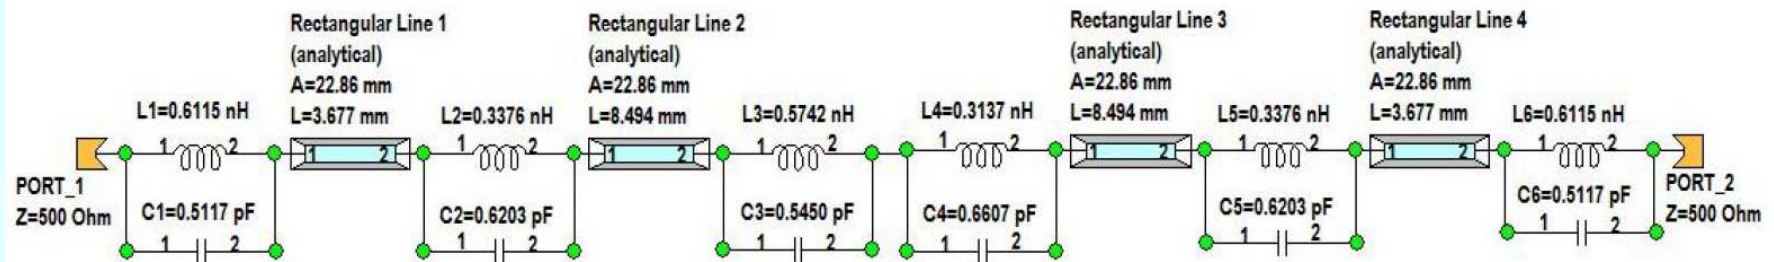 Rectangular Line 1
(analytical)
A=22.86 mm
L=3.677 mm
Rectangular Line 2
(analytical)
A=22.86 mm
L=8.494 mm
Rectangular Line 3
(analytical)
A=22.86 mm
L=8.494 mm
Rectangular Line 4
(analytical)
A=22.86 mm
L=3.677 mm
L1=0.6115 nH
L2=0.3376 nH
L3=0.5742 nH
L4=0.3137 nH
L5=0.3376 nH
L6=0.6115 nH
1 2
1 2
1 2
1 2
1 2
1 2
1 2
1 2
1 2
1 2
PORT_1
Z=500 Ohm
PORT_2
Z=500 Ohm
C1=0.5117 pF
C2=0.6203 pF
C3=0.5450 pF
C4=0.6607 pF
C5=0.6203 pF
C6=0.5117 pF
1 2
1 2
1 2
1 2
1 2
1 2